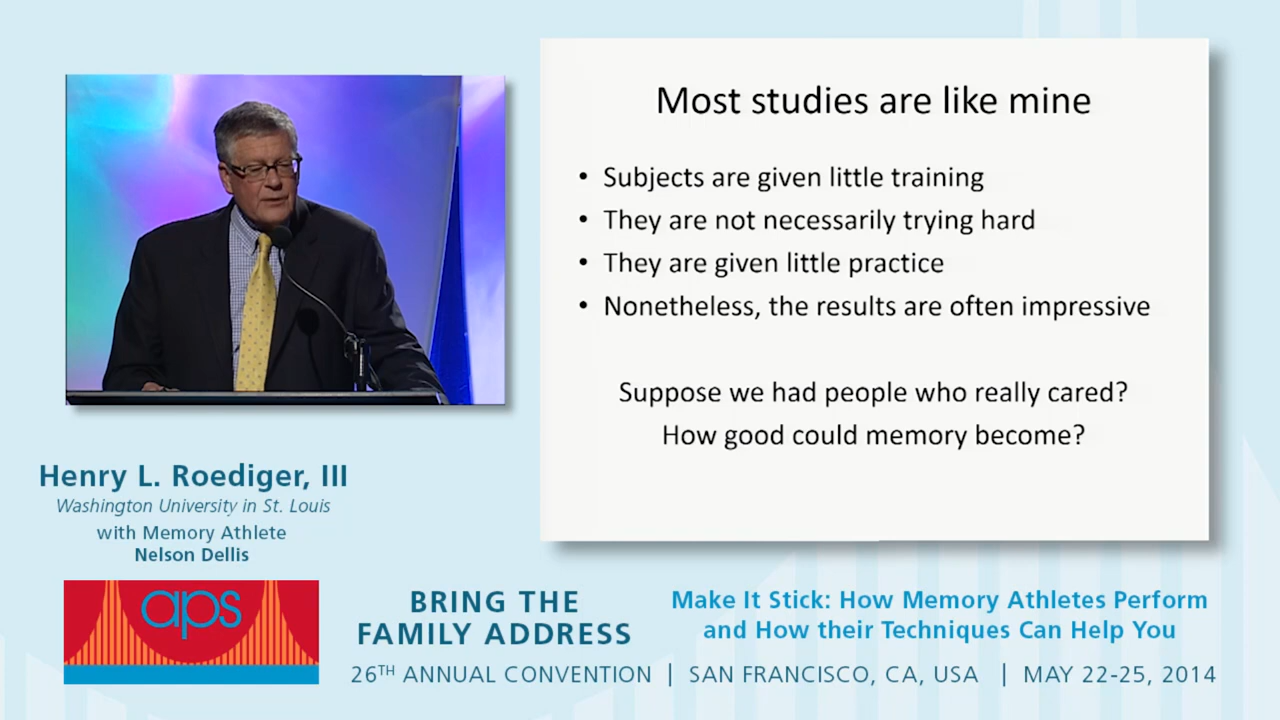 Most studies are like mine
• Subjects are given little training
• They are not necessarily trying hard
• They are given little practice
• Nonetheless, the results are often impressive
Suppose we had people who really cared?
How good could memory become?
Henry L. Roediger, III
Washington University in St. Louis
with Memory Athlete
Nelson Dellis
aps
BRING THE
FAMILY ADDRESS
Make It Stick: How Memory Athletes Perform
and How their Techniques Can Help You
26TH ANNUAL CONVENTION | SAN FRANCISCO, CA, USA | MAY 22-25, 2014